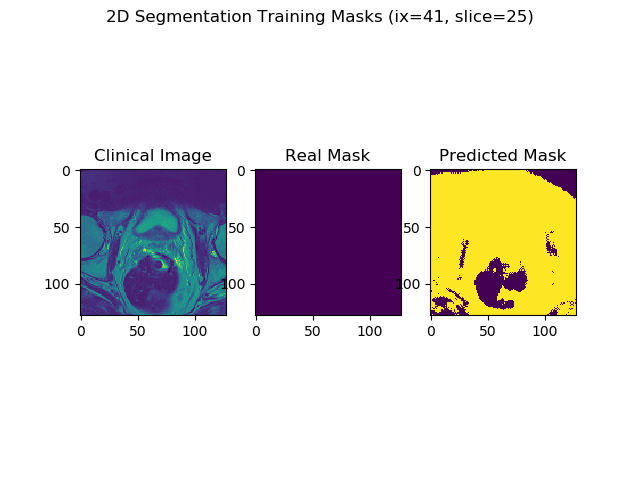 2D Segmentation Training Masks (ix=41, slice=25)
Clinical Image Real Mask Predicted Mask
0 0 0
50 50 50
100 100 100
0 50 100 0 50 100 0 50 100